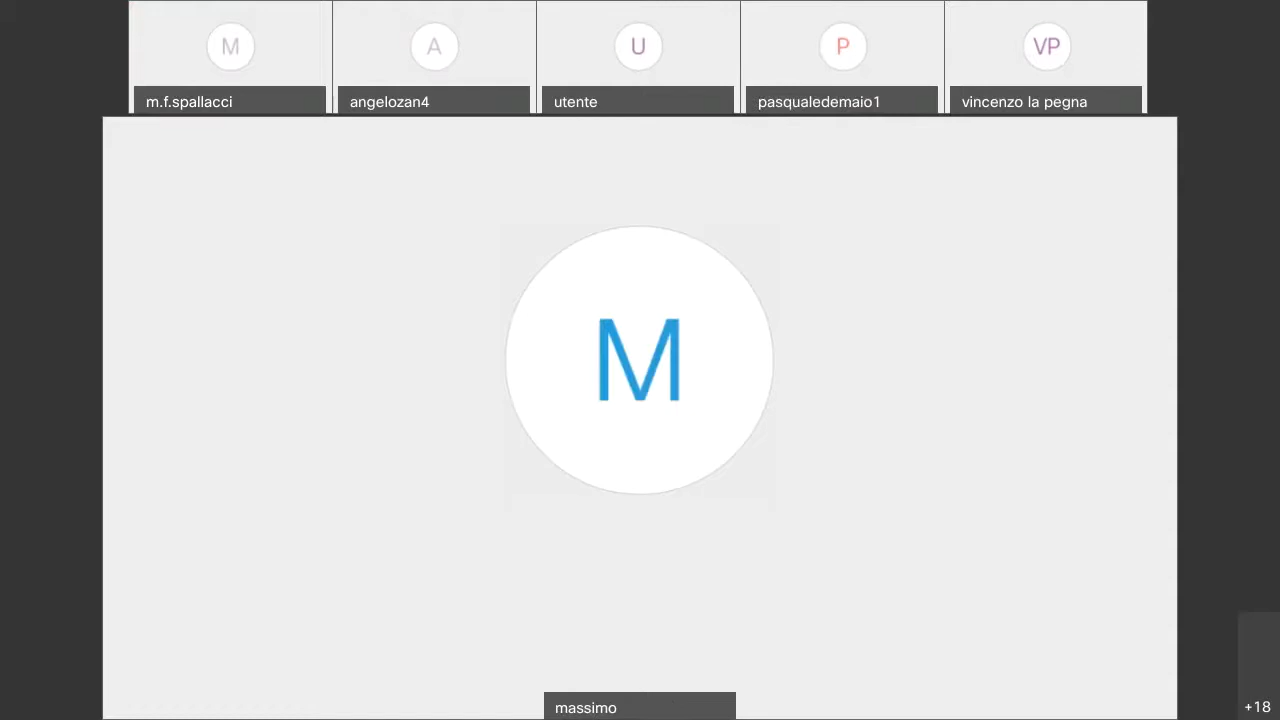 M
A
U
P
VP
m.f.spallacci
angelozan4
utente
pasqualedemaio1
vincenzo la pegna
M
massimo
+18